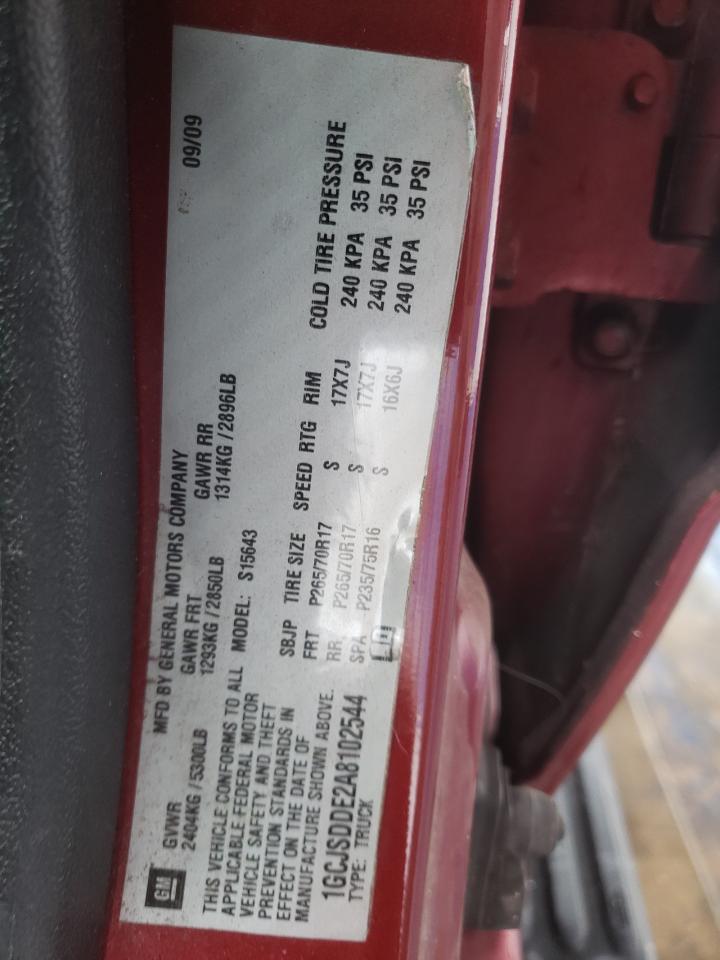 GM
MFD BY GENERAL MOTORS COMPANY 09/09
GVWR GAWR FRT GAWR RR
2404KG/5300LB 1293KG/2850LB 1314KG/2896LB
THIS VEHICLE CONFORMS TO ALL
APPLICABLE FEDERAL MOTOR
VEHICLE SAFETY AND THEFT
PREVENTION STANDARDS IN
EFFECT ON THE DATE OF
MANUFACTURE SHOWN ABOVE.
1GCJSDDE2A8102544
TYPE: TRUCK
MODEL: S15643
SBJP TIRE SIZE SPEED RTG RIM COLD TIRE PRESSURE
FRT P265/70R17 S 17X7J 240 KPA 35 PSI
RR P265/70R17 S 17X7J 240 KPA 35 PSI
SPA P235/75R16 S 16X6J 240 KPA 35 PSI